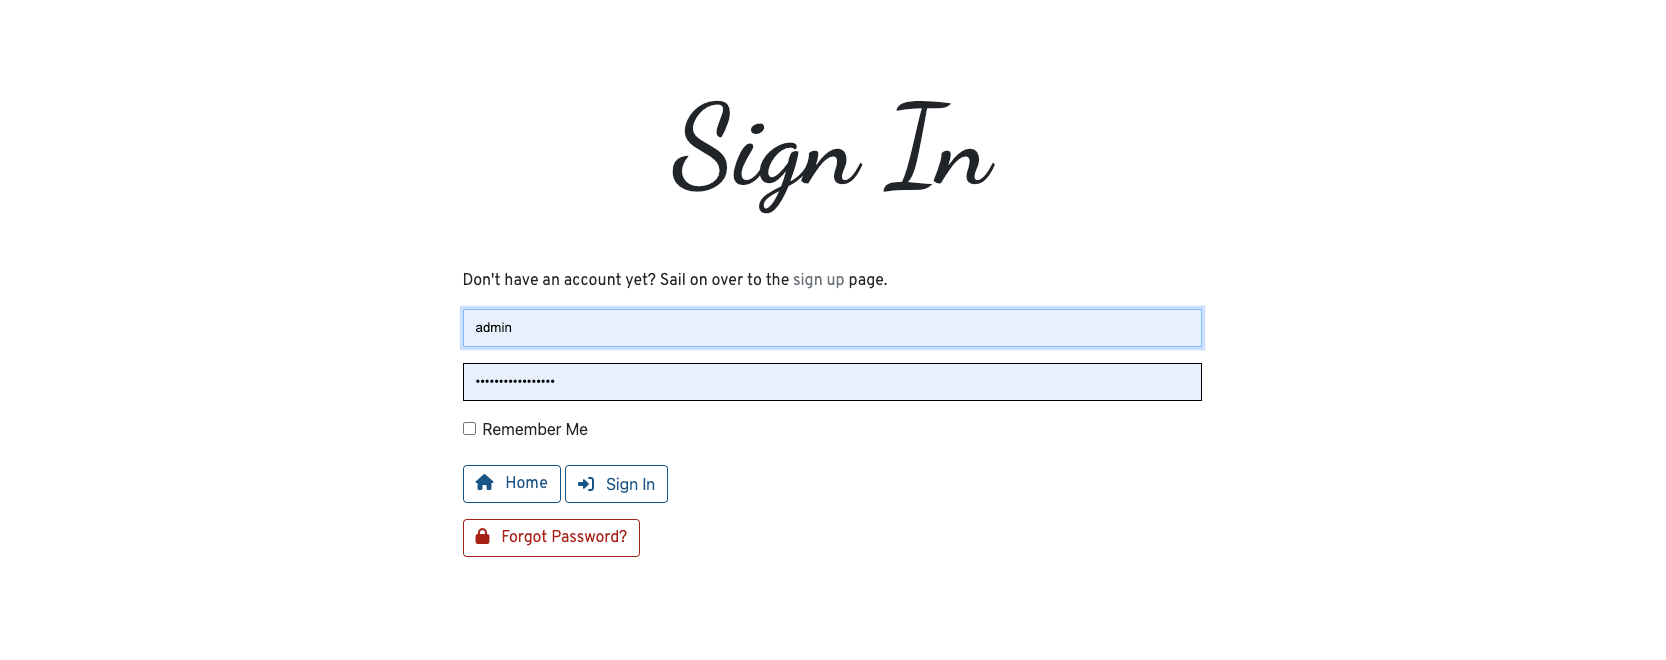 Sign In
Don't have an account yet? Sail on over to the sign up page.
admin
•••••••••••••••••
Remember Me
Home Sign In
Forgot Password?